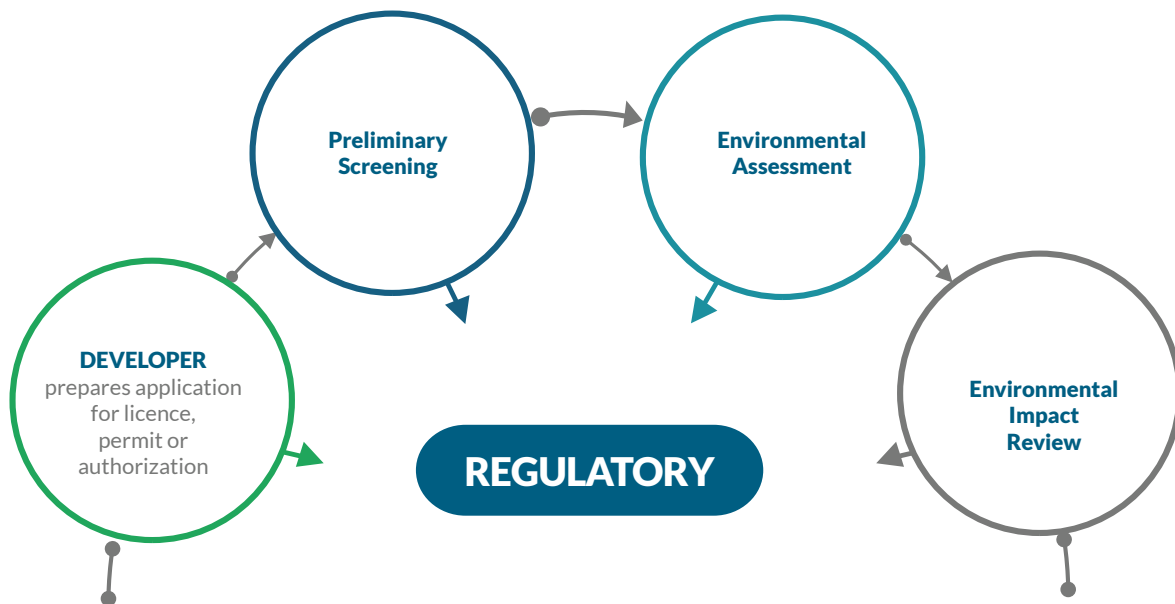 Preliminary
Screening
Environmental
Assessment
DEVELOPER
prepares application
for licence,
permit or
authorization
Environmental
Impact
Review
REGULATORY